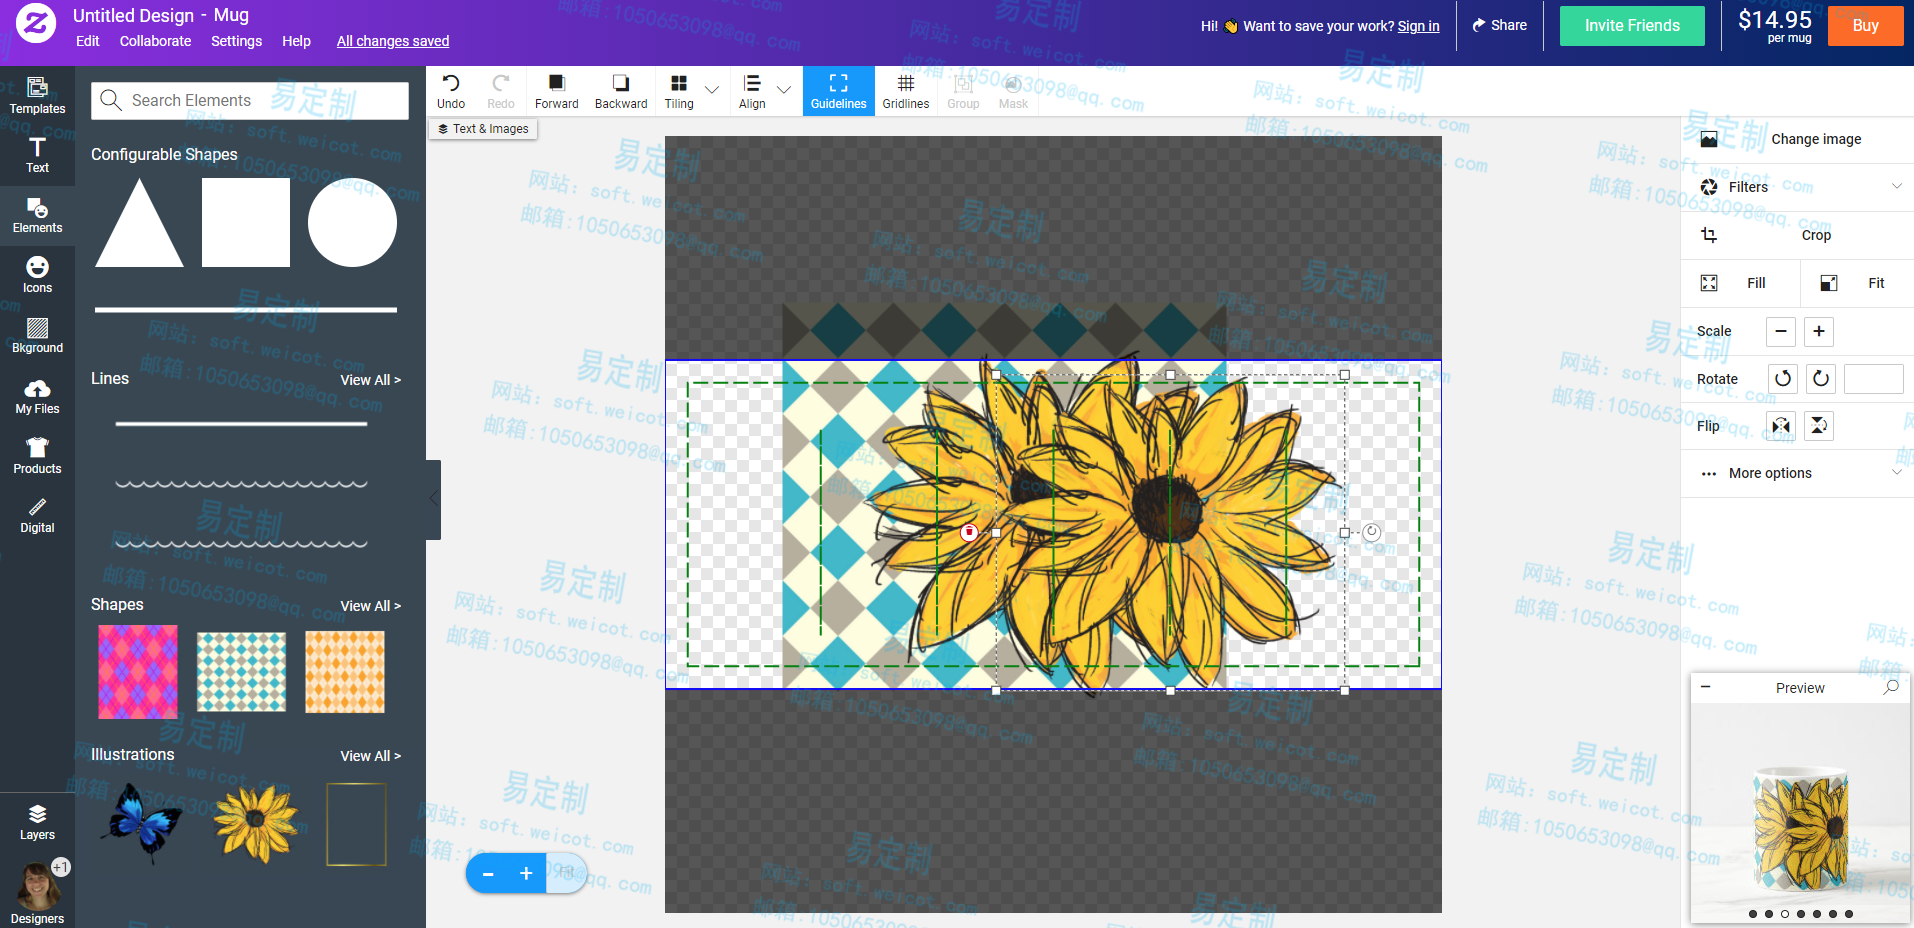 Untitled Design - Mug
Edit Collaborate Settings Help All changes saved
Hi! 👋 Want to save your work? Sign in
Share
Invite Friends
$14.95
per mug
Buy
Templates
Text
Elements
Icons
Bkground
My Files
Products
Digital
Layers
+1
Designers
Search Elements
Configurable Shapes
Lines View All >
Shapes View All >
Illustrations View All >
Undo Redo Forward Backward Tiling Align Guidelines Gridlines Group Mask
Text & Images
- + Fit
Change image
Filters
Crop
Fill Fit
Scale - +
Rotate
Flip
More options
Preview
易定制
网站: soft.weicot.com
邮箱:1050653098@qq.com